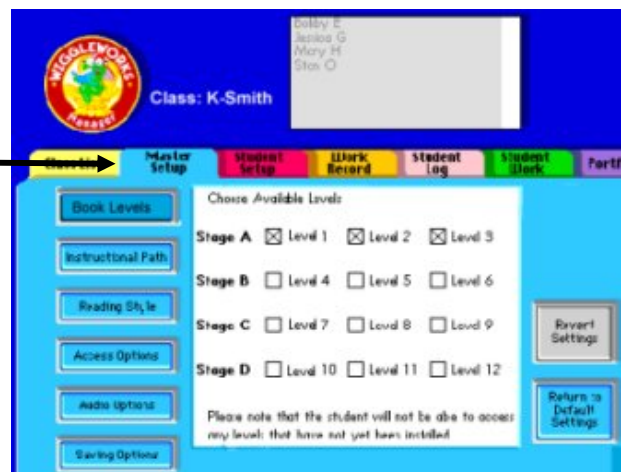 Bobby E
Jessica G
Mary H
Stan O
WIGGLEWORKS
Manager
Class: K-Smith
Class List
Master Setup
Student Setup
Work Record
Student Log
Student Work
Portf
Book Levels
Instructional Path
Reading Style
Access Options
Audio Options
Saving Options
Choose Available Levels
Stage A Level 1 Level 2 Level 3
Stage B Level 4 Level 5 Level 6
Stage C Level 7 Level 8 Level 9
Stage D Level 10 Level 11 Level 12
Please note that the student will not be abe to access
any levels that have not yet been installed
Revert
Settings
Return to
Default
Settings